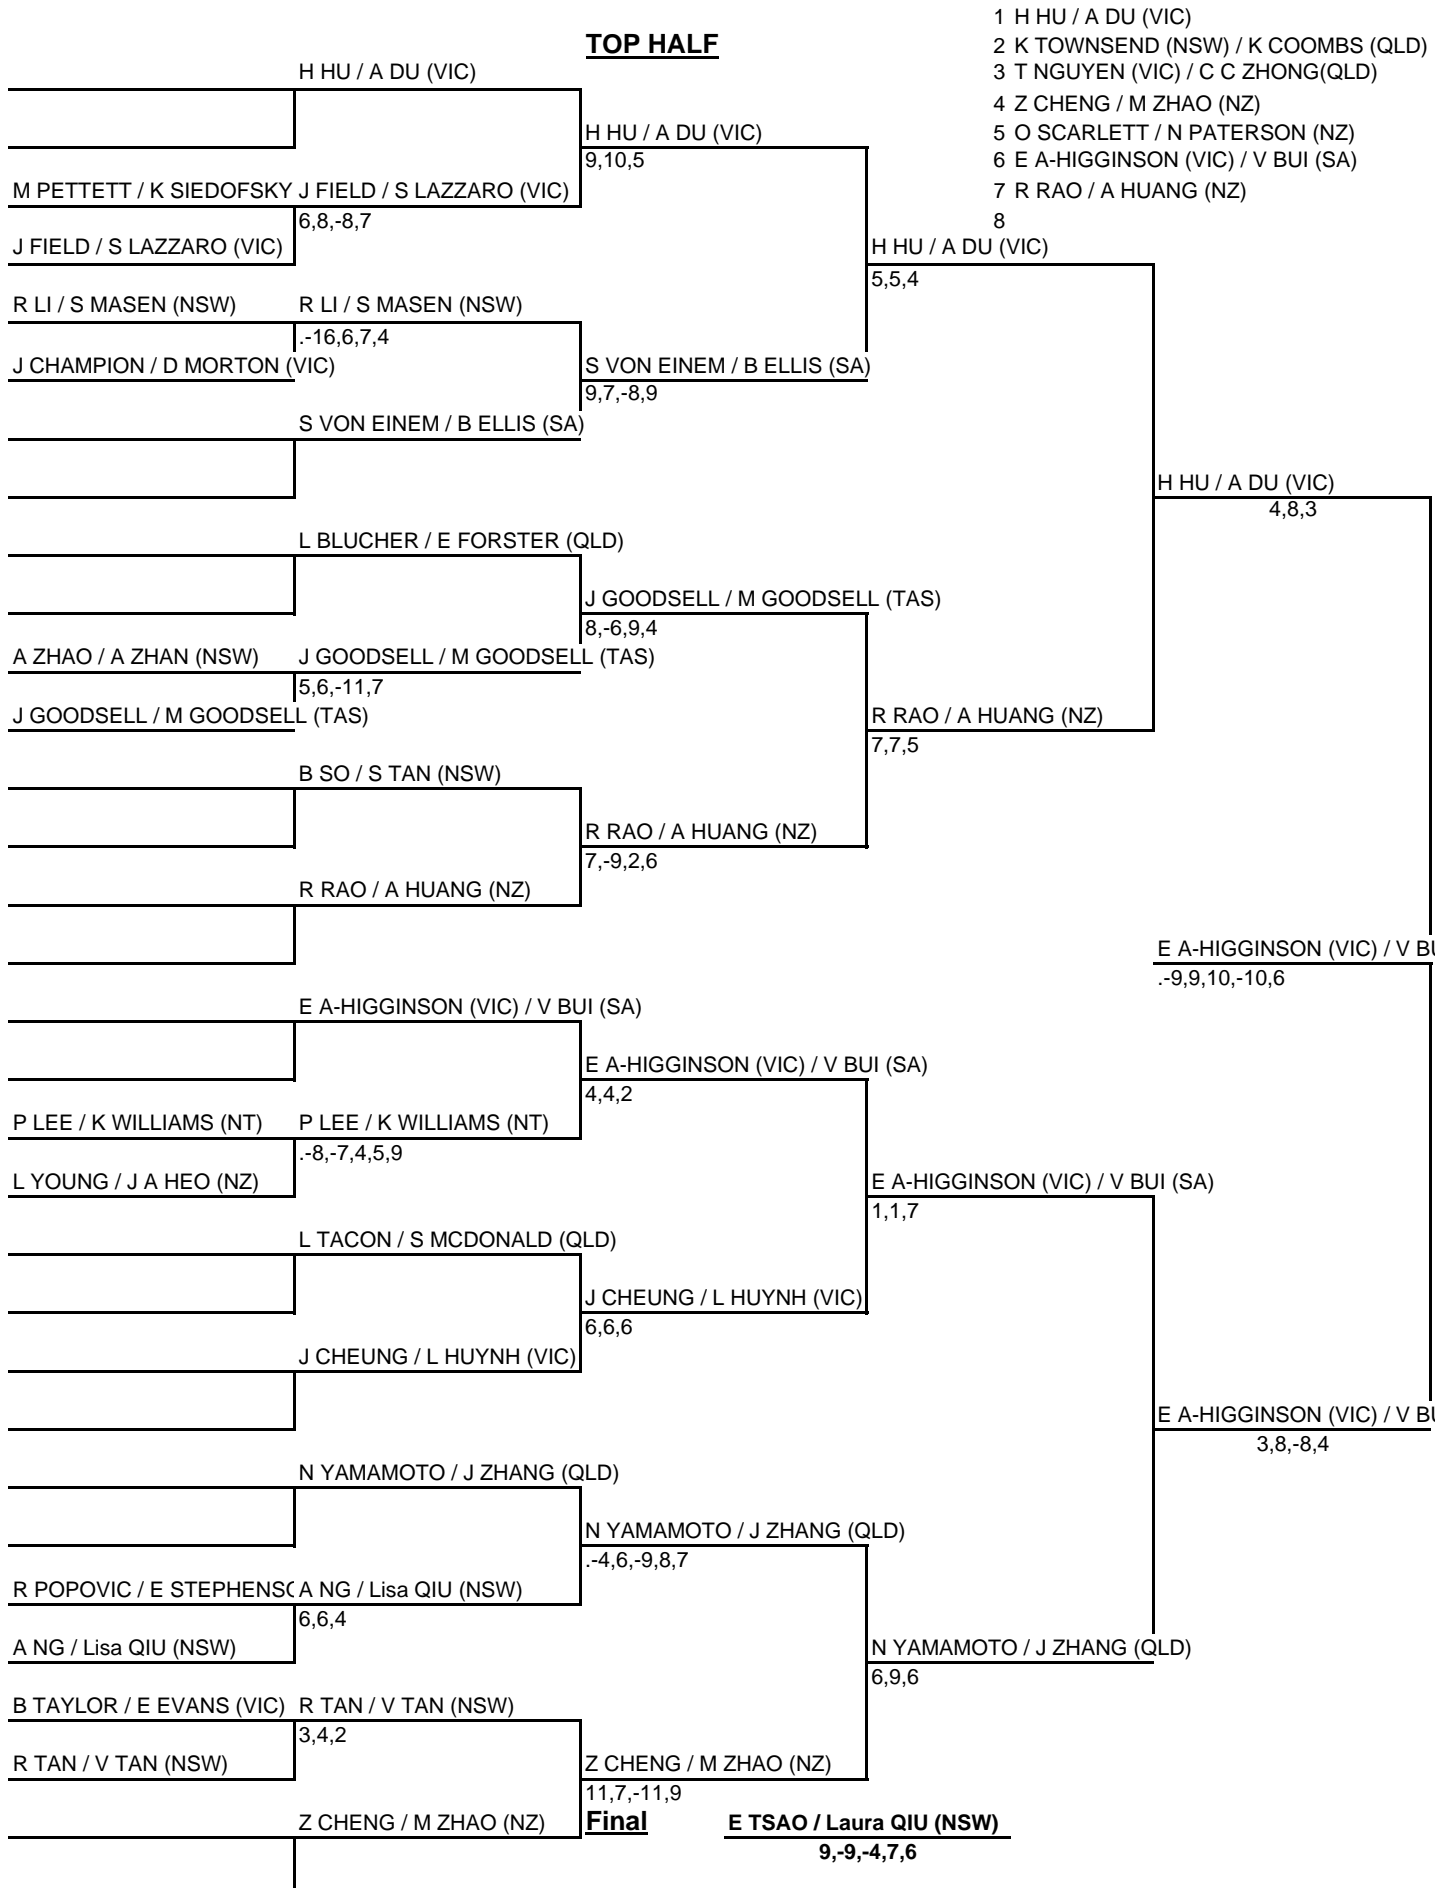 1 H HU / A DU (VIC)
TOP HALF
2 K TOWNSEND (NSW) / K COOMBS (QLD)
H HU / A DU (VIC)
3 T NGUYEN (VIC) / C C ZHONG(QLD)
4 Z CHENG / M ZHAO (NZ)
H HU / A DU (VIC)
5 O SCARLETT / N PATERSON (NZ)
9,10,5
6 E A-HIGGINSON (VIC) / V BUI (SA)
M PETTETT / K SIEDOFSKY J FIELD / S LAZZARO (VIC)
7 R RAO / A HUANG (NZ)
6,8,-8,7
8
J FIELD / S LAZZARO (VIC)
H HU / A DU (VIC)
5,5,4
R LI / S MASEN (NSW) R LI / S MASEN (NSW)
.-16,6,7,4
J CHAMPION / D MORTON (VIC)
S VON EINEM / B ELLIS (SA)
9,7,-8,9
S VON EINEM / B ELLIS (SA)
H HU / A DU (VIC)
4,8,3
L BLUCHER / E FORSTER (QLD)
J GOODSELL / M GOODSELL (TAS)
8,-6,9,4
A ZHAO / A ZHAN (NSW) J GOODSELL / M GOODSELL (TAS)
5,6,-11,7
J GOODSELL / M GOODSELL (TAS)
R RAO / A HUANG (NZ)
7,7,5
B SO / S TAN (NSW)
R RAO / A HUANG (NZ)
7,-9,2,6
R RAO / A HUANG (NZ)
E A-HIGGINSON (VIC) / V
.-9,9,10,-10,6
E A-HIGGINSON (VIC) / V BUI (SA)
E A-HIGGINSON (VIC) / V BUI (SA)
4,4,2
P LEE / K WILLIAMS (NT) P LEE / K WILLIAMS (NT)
.-8,-7,4,5,9
L YOUNG / J A HEO (NZ)
E A-HIGGINSON (VIC) / V BUI (SA)
1,1,7
L TACON / S MCDONALD (QLD)
J CHEUNG / L HUYNH (VIC)
6,6,6
J CHEUNG / L HUYNH (VIC)
E A-HIGGINSON (VIC) / V
3,8,-8,4
N YAMAMOTO / J ZHANG (QLD)
N YAMAMOTO / J ZHANG (QLD)
.-4,6,-9,8,7
R POPOVIC / E A NG / Lisa QIU (NSW)
6,6,4
A NG / Lisa QIU (NSW)
N YAMAMOTO / J ZHANG (QLD)
6,9,6
B TAYLOR / E EVANS (VIC) R TAN / V TAN (NSW)
3,4,2
R TAN / V TAN (NSW)
Z CHENG / M ZHAO (NZ)
11,7,-11,9
Z CHENG / M ZHAO (NZ)
Final E TSAO / Laura QIU (NSW)
9,-9,-4,7,6